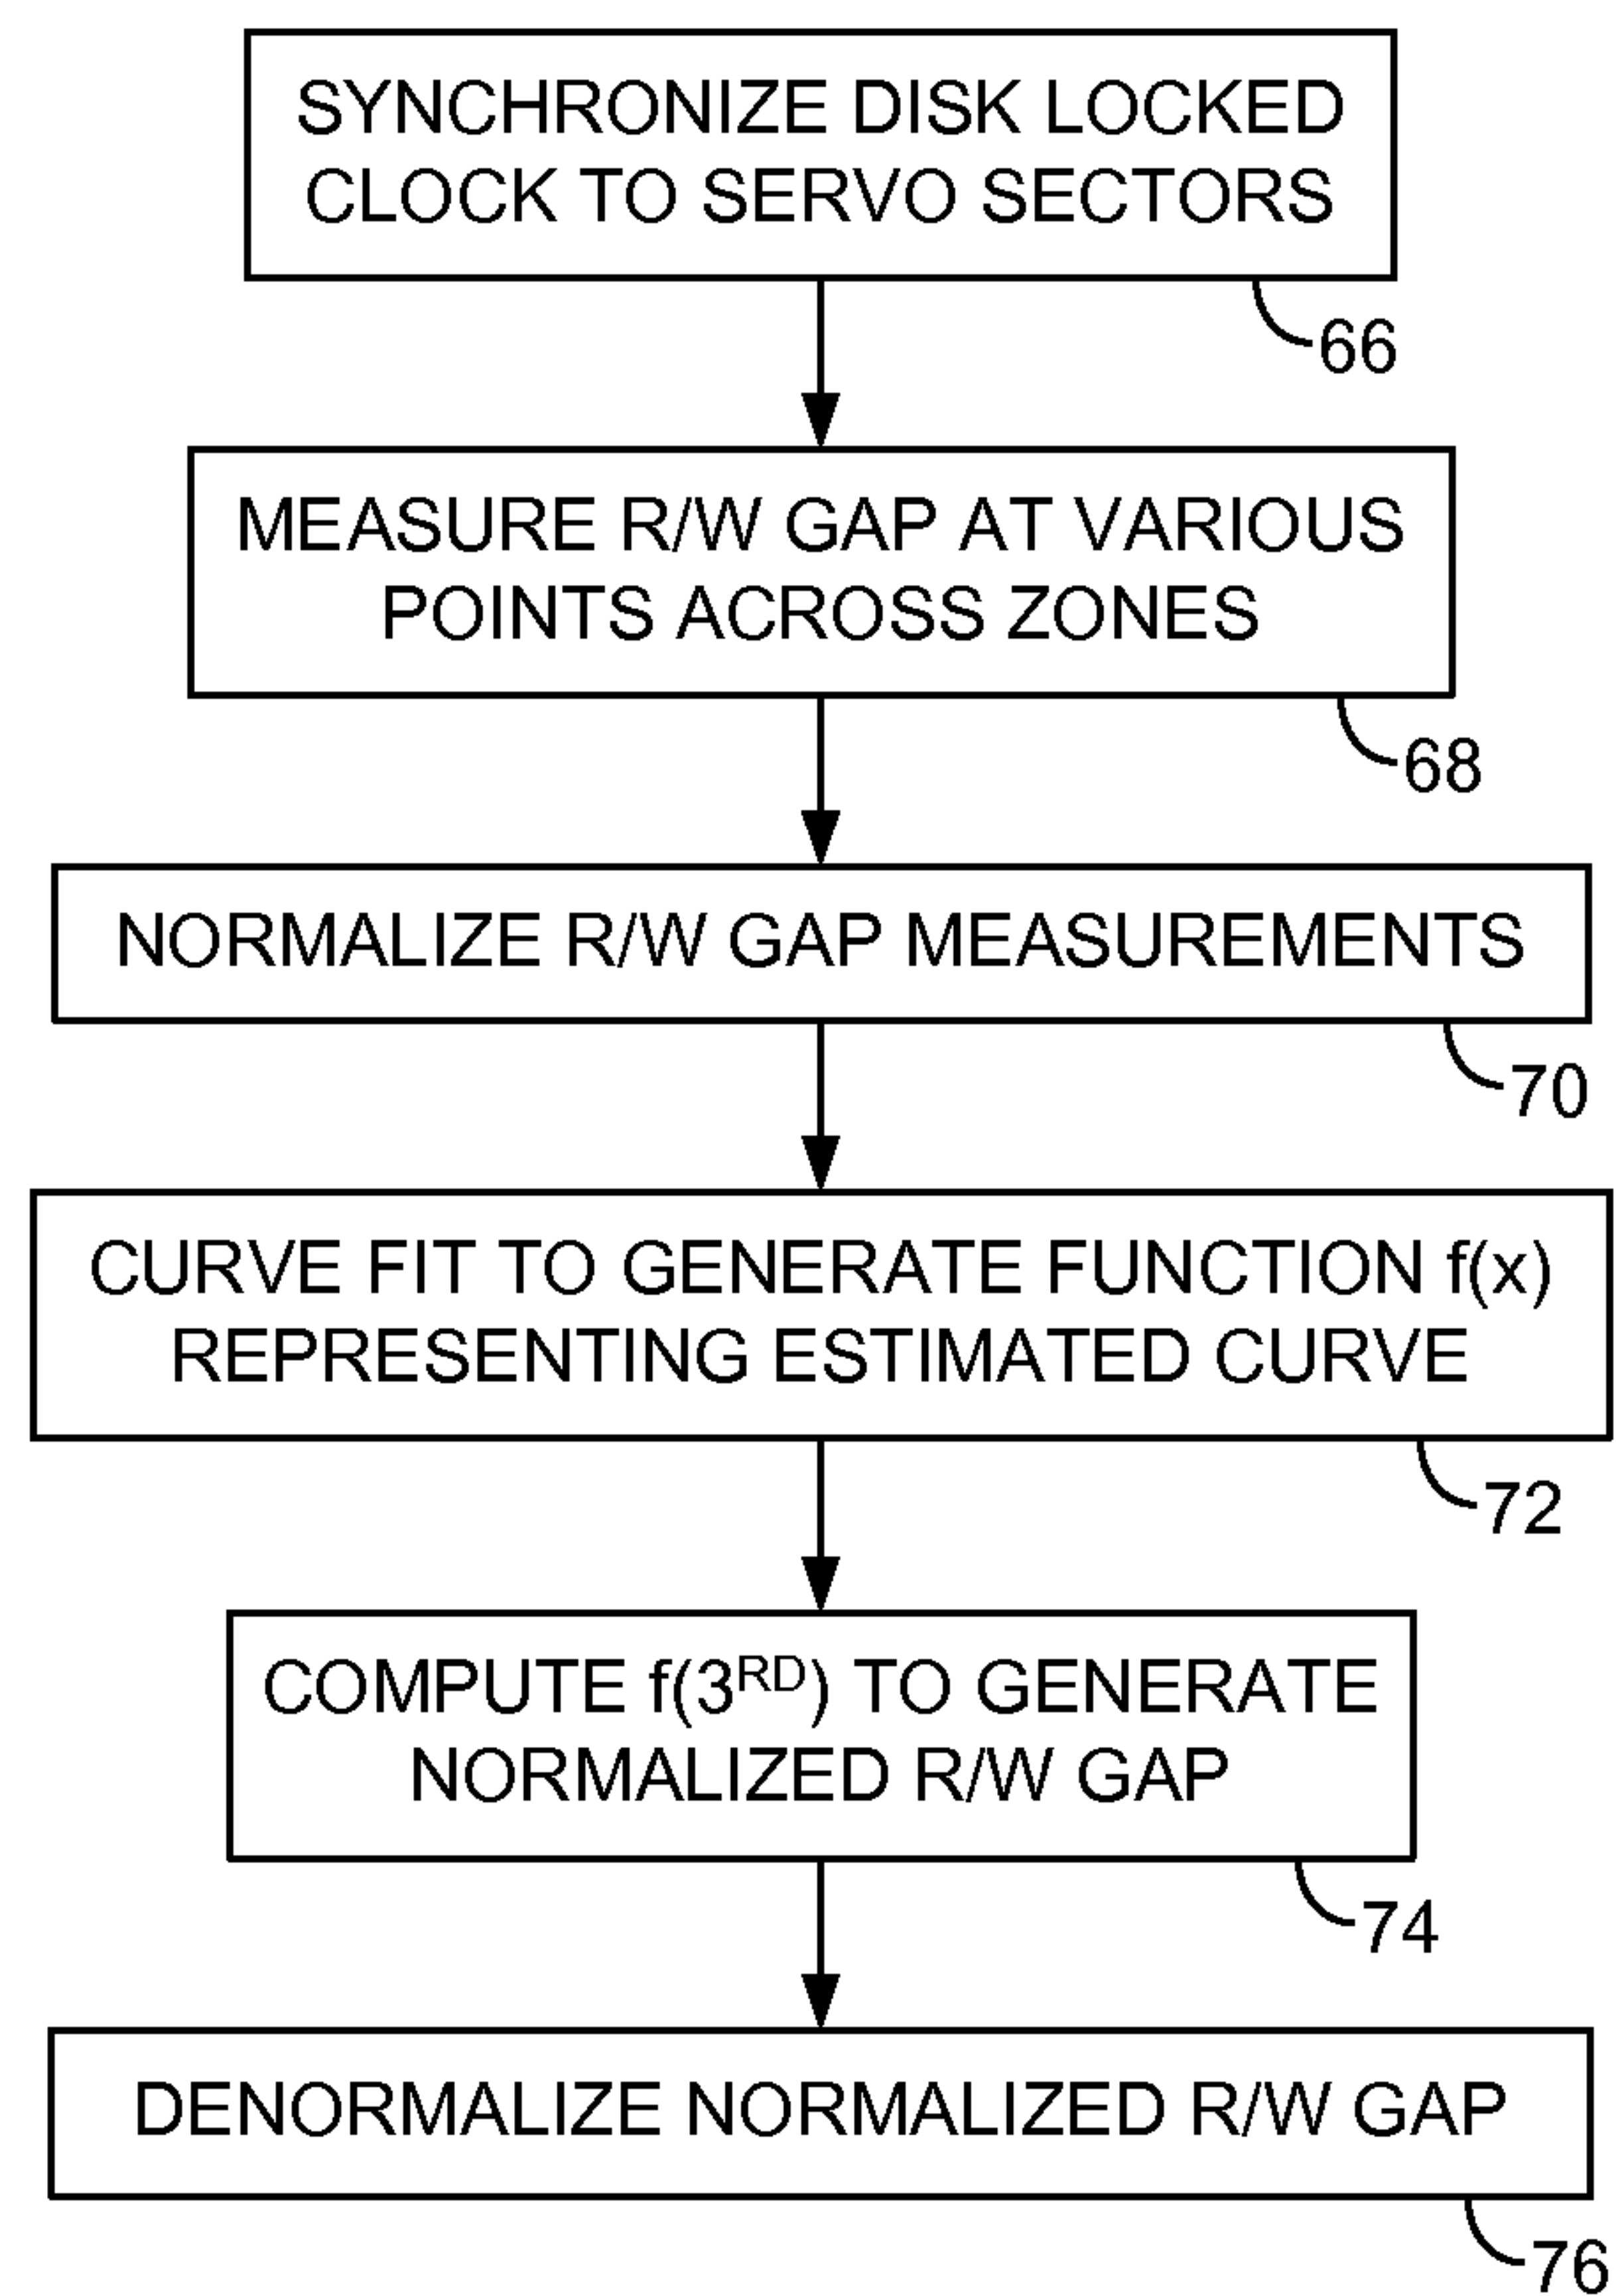 SYNCHRONIZE DISK LOCKED
CLOCK TO SERVO SECTORS
66
MEASURE R/W GAP AT VARIOUS
POINTS ACROSS ZONES
68
NORMALIZE R/W GAP MEASUREMENTS
70
CURVE FIT TO GENERATE FUNCTION f(x)
REPRESENTING ESTIMATED CURVE
72
COMPUTE f(3RD) TO GENERATE
NORMALIZED R/W GAP
74
DENORMALIZE NORMALIZED R/W GAP
76